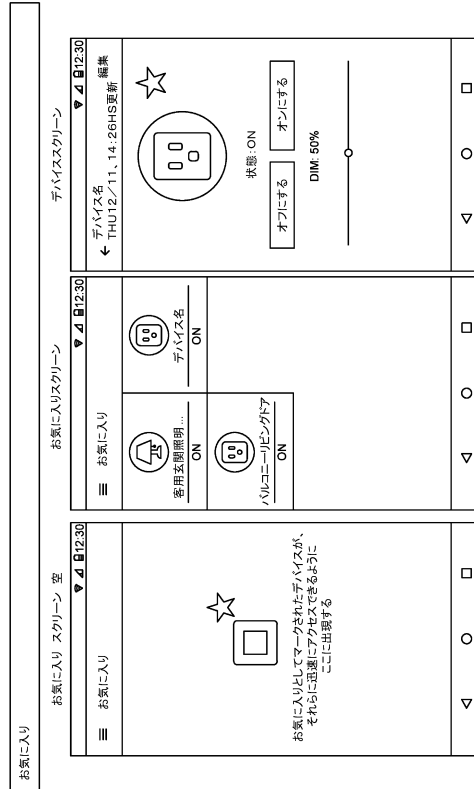 お気に入り
お気に入り スクリーン 空
12:30
お気に入り
お気に入りとしてマークされたデバイスが、
それらに迅速にアクセスできるように
ここに出現する
お気に入りスクリーン
12:30
お気に入り
客用玄関照明...
ON
デバイス名
ON
バルコニーリビングドア
ON
デバイススクリーン
12:30
デバイス名
THU12/11、14:26HS更新 編集
状態:ON
オフにする
オンにする
DIM: 50%